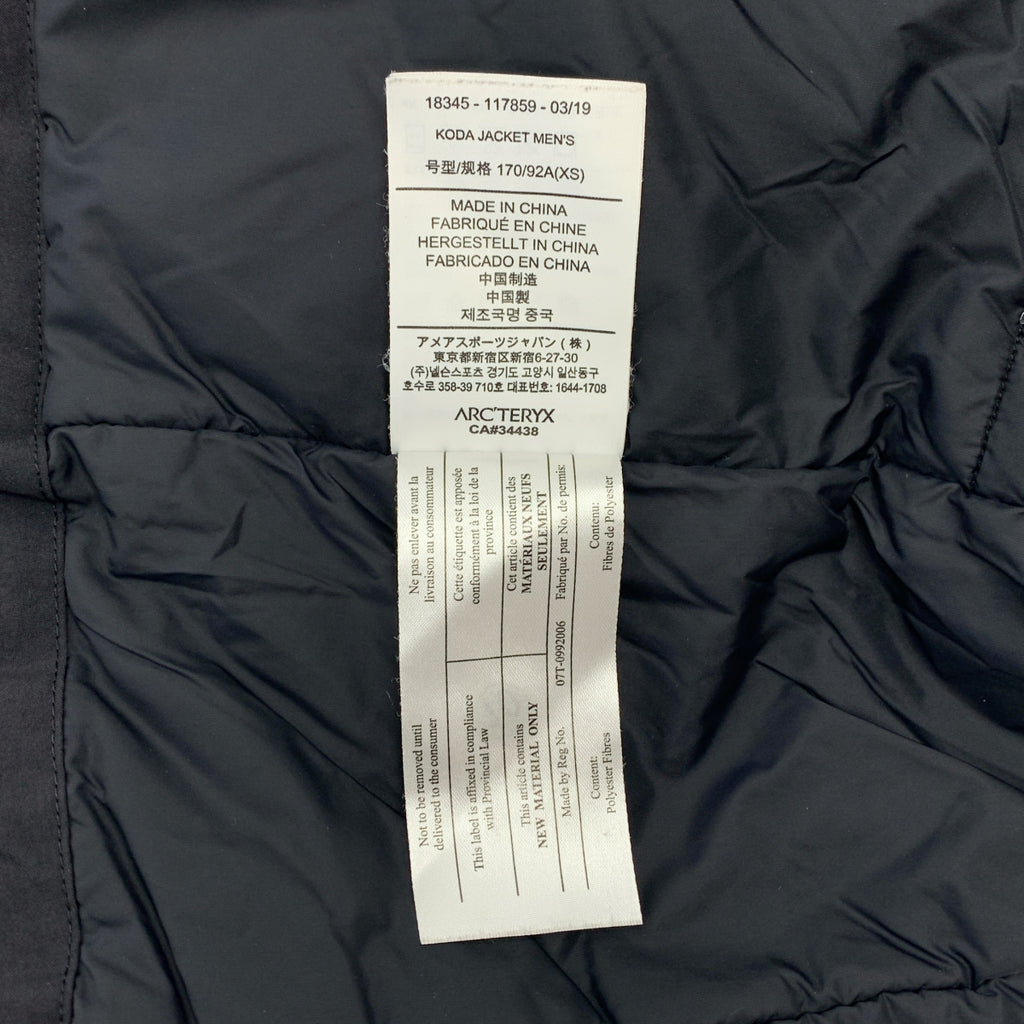 18345 - 117859 - 03/19
KODA JACKET MEN'S
号型/规格 170/92A(XS)
MADE IN CHINA
FABRIQUÉ EN CHINE
HERGESTELLT IN CHINA
FABRICADO EN CHINA
中国制造
中国製
제조국명 중국
アメアスポーツジャパン (株)
東京都新宿区新宿6-27-30
(주)넬슨스포츠 경기도 고양시 일산동구
호수로 358-39 710호 대표번호: 1644-1708
ARC'TERYX
CA#34438
Not to be removed until
delivered to the consumer
Ne pas enlever avant la
livraison au consommateur
This label is affixed in compliance
with Provincial Law
Cette étiquette est apposée
conformément à la loi de la
province
This article contains
NEW MATERIAL ONLY
Cet article contient des
MATÉRIAUX NEUFS
SEULEMENT
Made by Reg No. 07T-0992006 Fabriqué par No. de permis:
Content:
Polyester Fibres
Contenu:
Fibres de Polyester